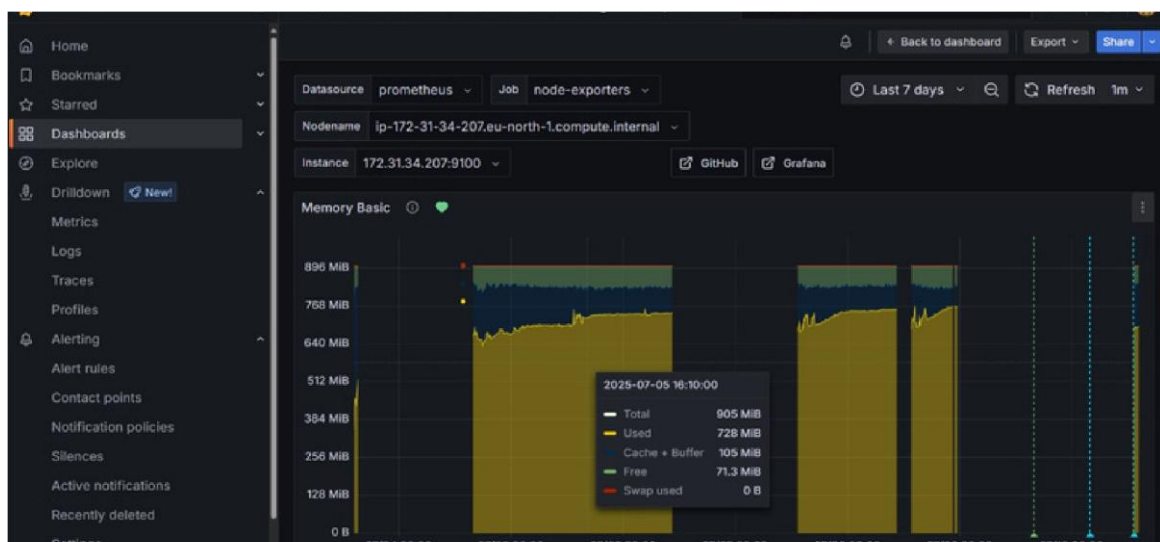 Home
Bookmarks
Starred
Dashboards
Explore
Drilldown New!
Metrics
Logs
Traces
Profiles
Alerting
Alert rules
Contact points
Notification policies
Silences
Active notifications
Recently deleted
Back to dashboard Export Share
Datasource prometheus Job node-exporters Last 7 days Refresh 1m
Nodename ip-172-31-34-207.eu-north-1.compute.internal
Instance 172.31.34.207:9100 GitHub Grafana
Memory Basic
896 MiB
768 MiB
640 MiB
512 MiB
384 MiB
256 MiB
128 MiB
0 B
2025-07-05 16:10:00
Total 905 MiB
Used 728 MiB
Cache + Buffer 105 MiB
Free 71.3 MiB
Swap used 0 B